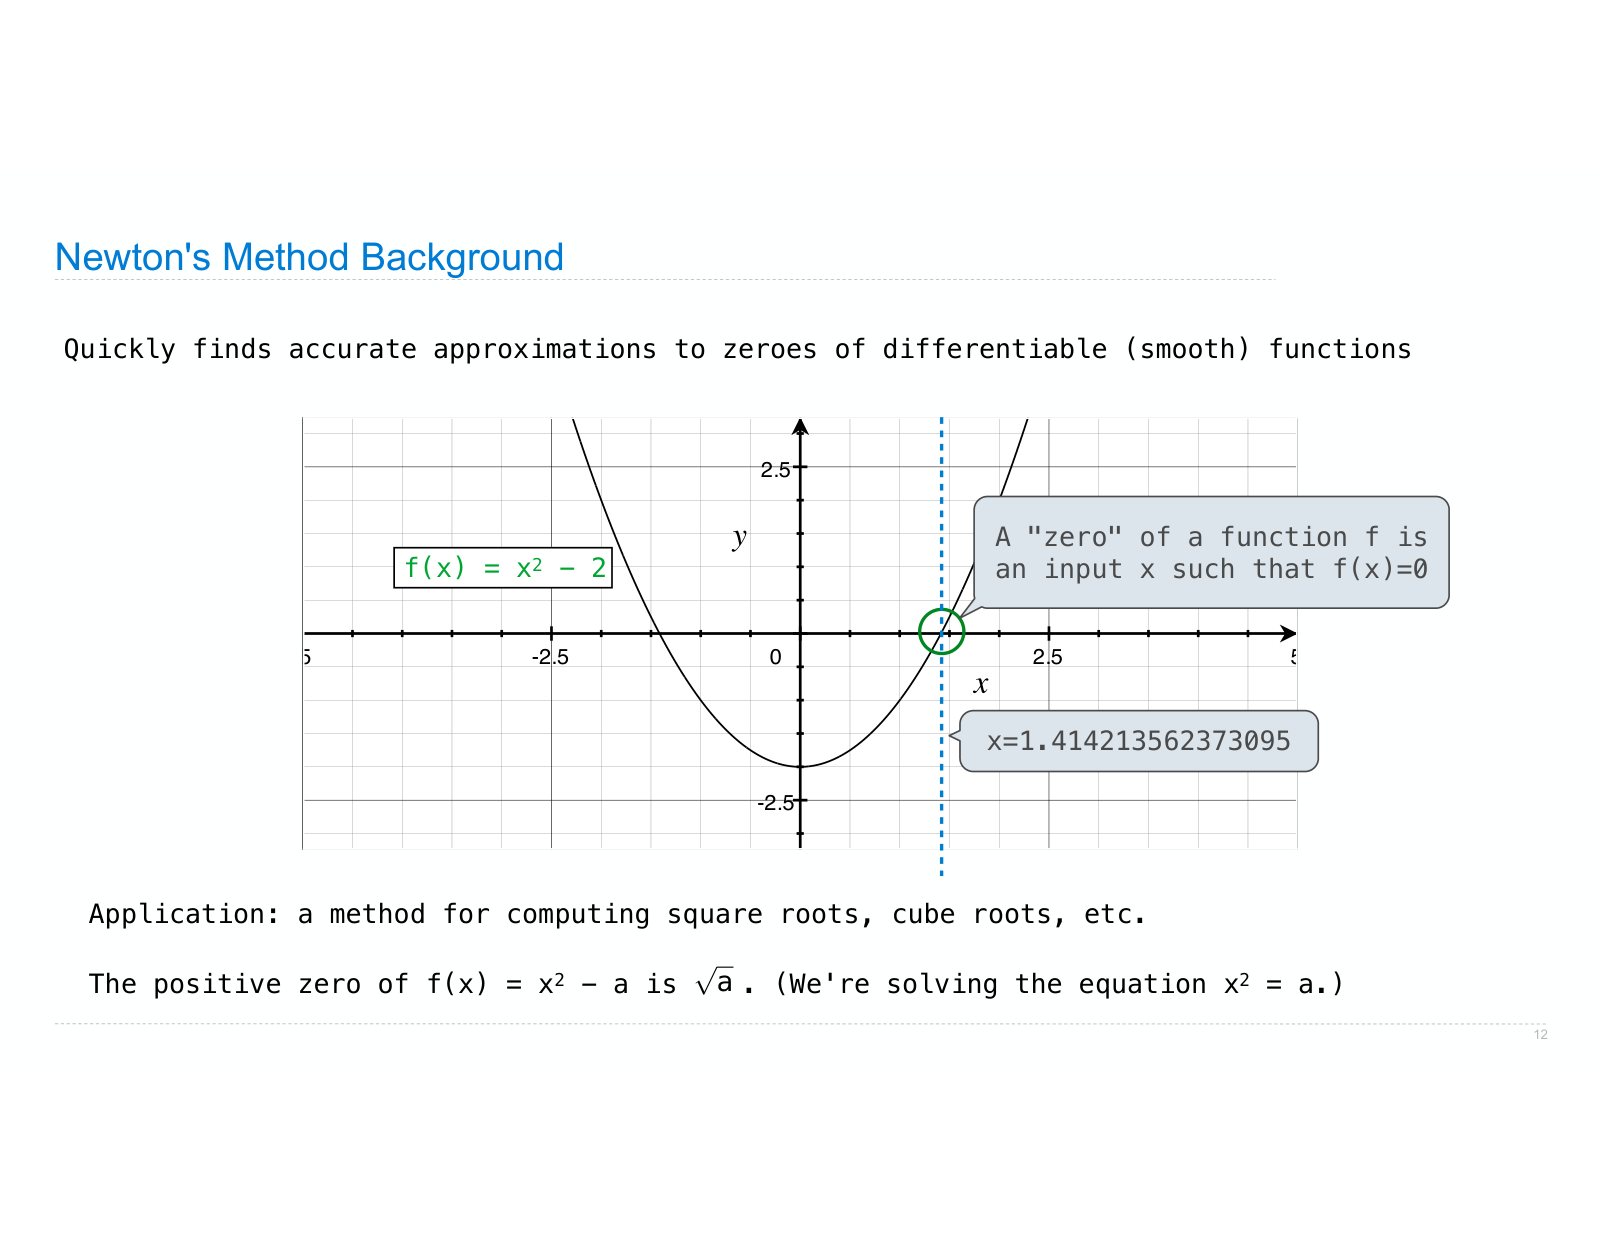 Newton's Method Background
Quickly finds accurate approximations to zeroes of differentiable (smooth) functions
2.5
y
A "zero" of a function f is
an input x such that f(x)=0
f(x) = x² − 2
5
-2.5
0
2.5
5
x
x=1.414213562373095
-2.5
Application: a method for computing square roots, cube roots, etc.
The positive zero of f(x) = x² − a is √a . (We're solving the equation x² = a.)
12